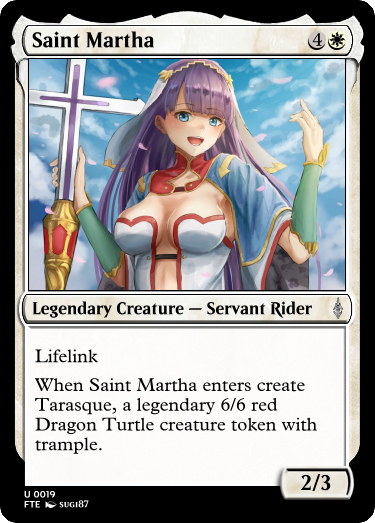 Saint Martha 4
Legendary Creature — Servant Rider
Lifelink
When Saint Martha enters create
Tarasque, a legendary 6/6 red
Dragon Turtle creature token with
trample.
2/3
U 0019
FTE SUGI87